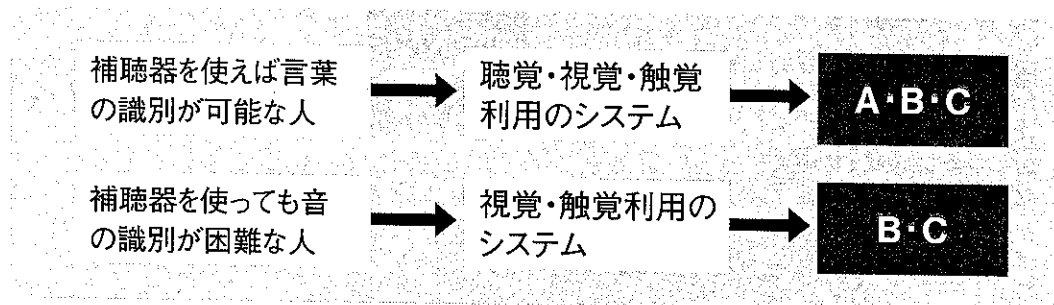 補聴器を使えば言葉
の識別が可能な人
聴覚・視覚・触覚
利用のシステム
A・B・C
補聴器を使っても音
の識別が困難な人
視覚・触覚利用の
システム
B・C